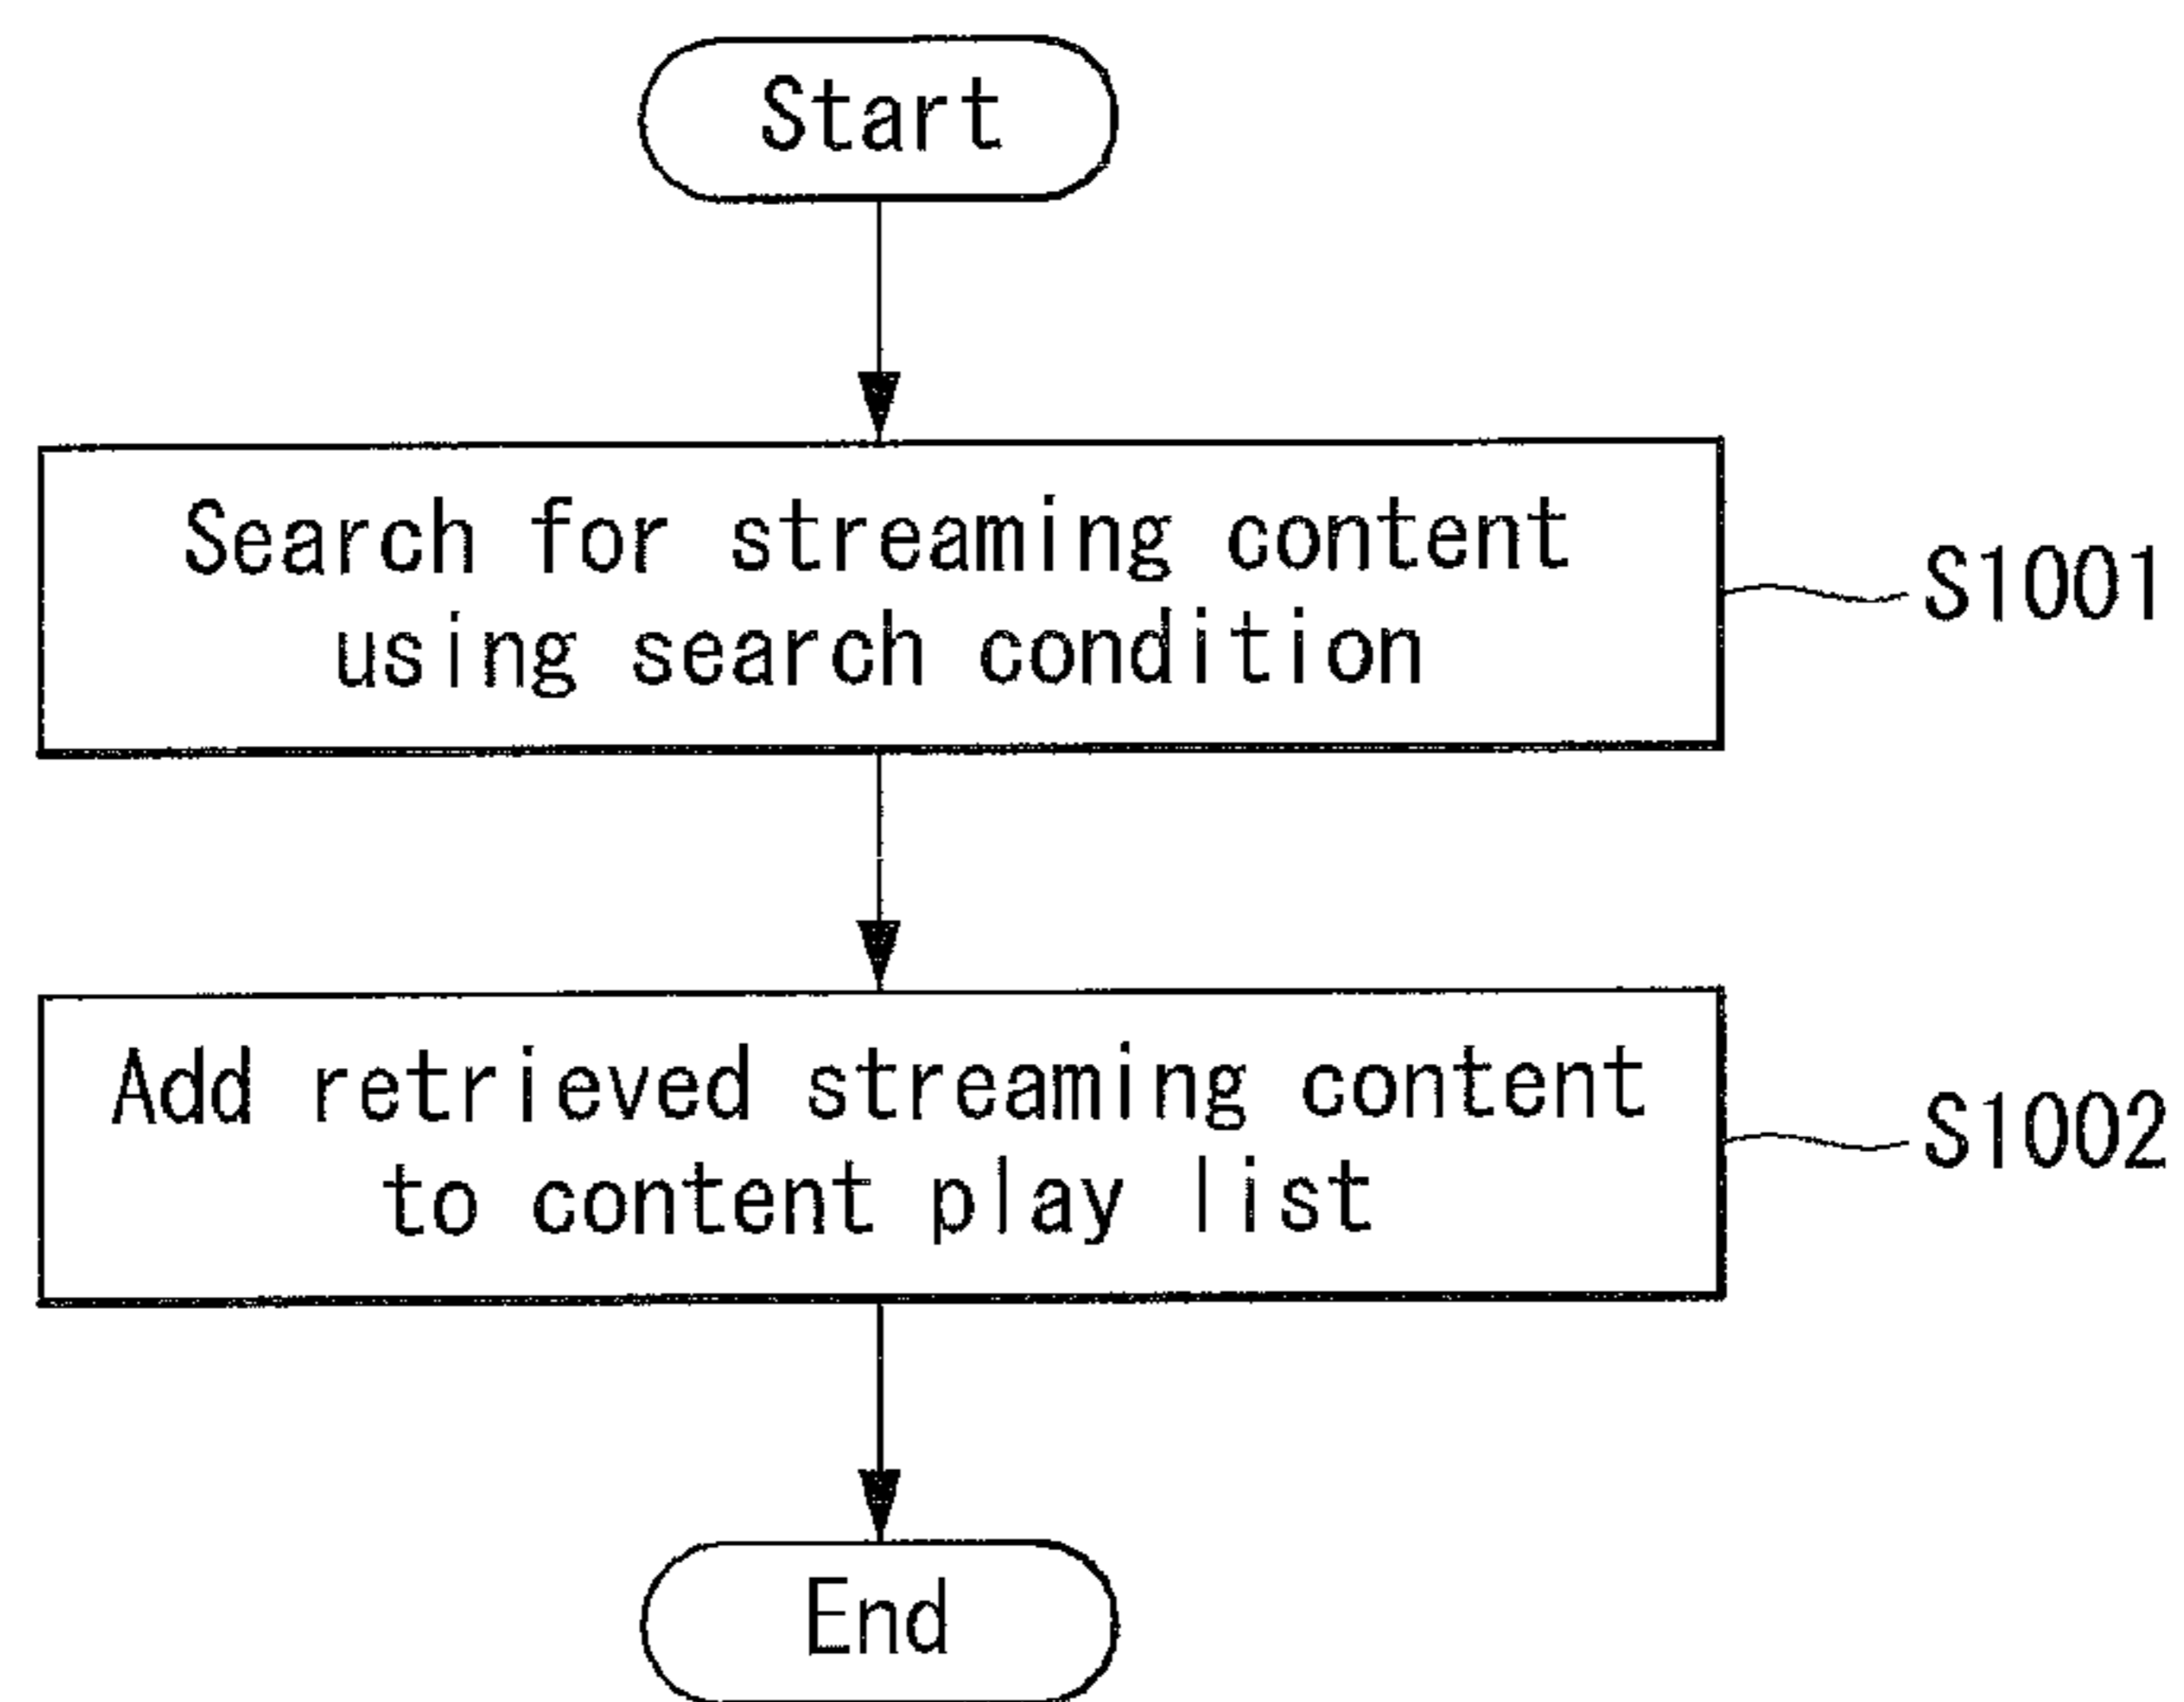 Start
Search for streaming content
using search condition
S1001
Add retrieved streaming content
to content play list
S1002
End